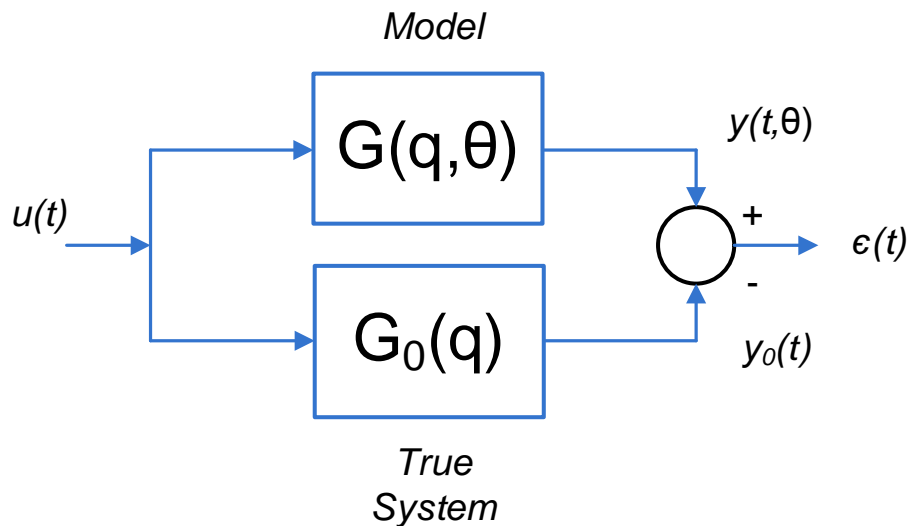 Model
G(q,θ)
y(t,θ)
u(t)
+
ϵ(t)
-
G₀(q)
y₀(t)
True
System